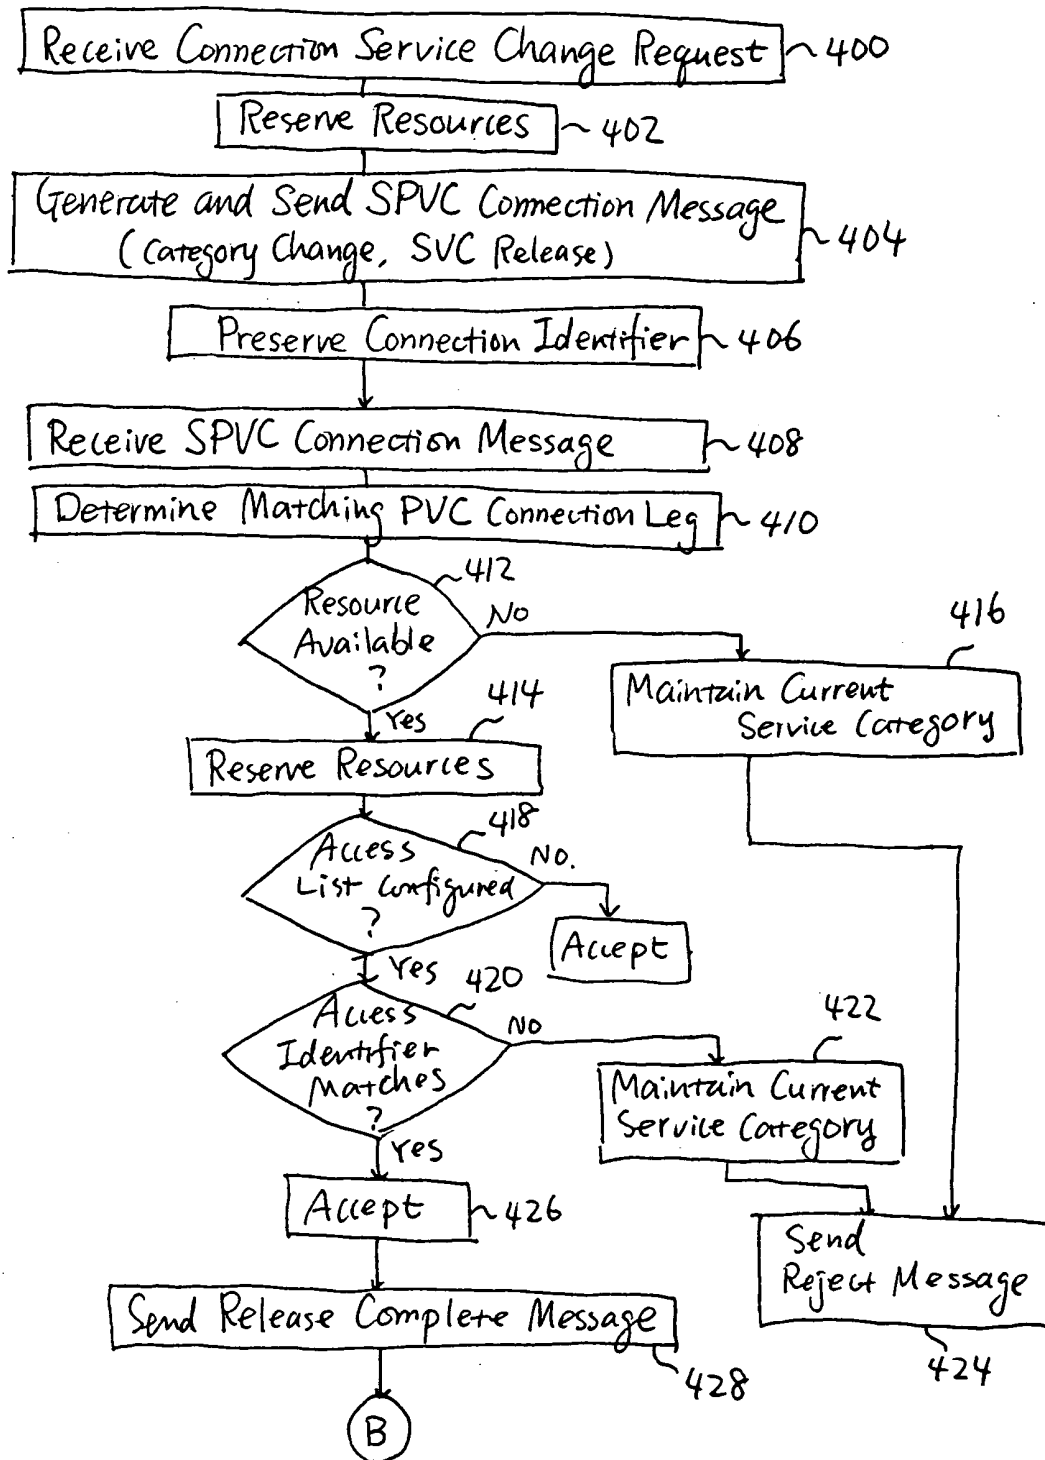 Receive Connection Service Change Request 400
Reserve Resources 402
Generate and Send SPVC Connection Message
(Category Change, SVC Release) 404
Preserve Connection Identifier 406
Receive SPVC Connection Message 408
Determine Matching PVC Connection Leg 410
412
Resource
Available
?
No
Yes
416
Maintain Current
Service Category
414
Reserve Resources
418
Access
List Configured
?
No.
Accept
Yes
420
Access
Identifier
Matches
?
No
422
Maintain Current
Service Category
Yes
Accept 426
Send
Reject Message
424
Send Release Complete Message
428
B